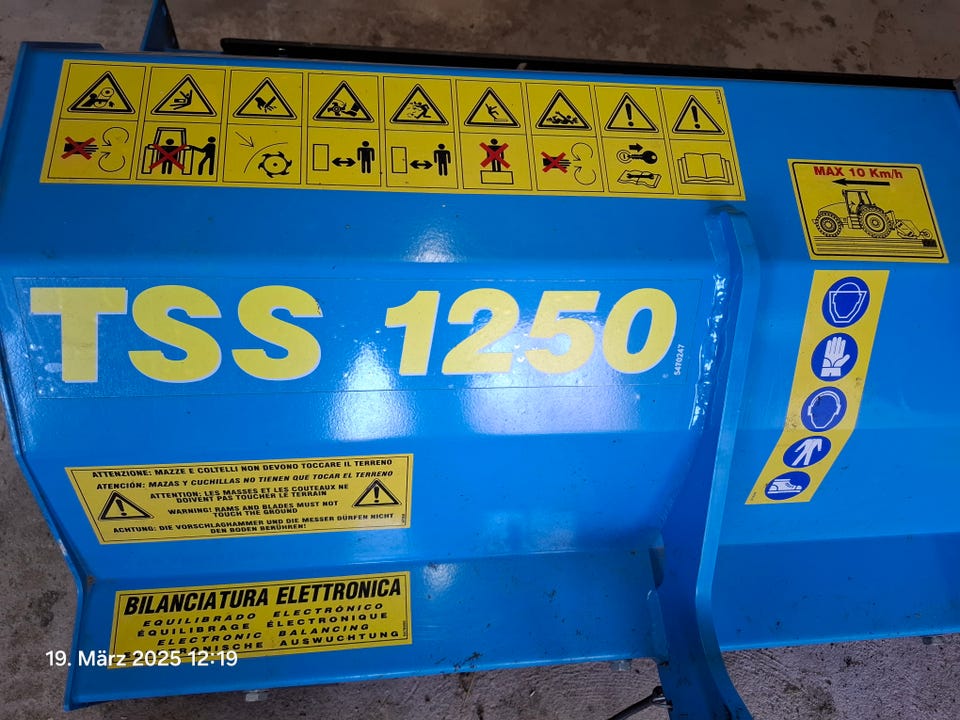 MAX 10 Km/h
TSS 1250
5470247
ATTENZIONE: MAZZE E COLTELLI NON DEVONO TOCCARE IL TERRENO
ATENCIÓN: MAZAS Y CUCHILLAS NO TIENEN QUE TOCAR EL TERRENO
ATTENTION: LES MASSES ET LES COUTEAUX NE
DOIVENT PAS TOUCHER LE TERRAIN
WARNING! RAMS AND BLADES MUST NOT
TOUCH THE GROUND
ACHTUNG: DIE VORSCHLAGHAMMER UND DIE MESSER DÜRFEN NICHT
DEN BODEN BEKÜHREN!
BILANCIATURA ELETTRONICA
EQUILIBRADO ELECTRÓNICO
ÉQUILIBRAGE ÉLECTRONIQUE
ELECTRONIC BALANCING
AUSWUCHTUNG
19. März 2025 12:19